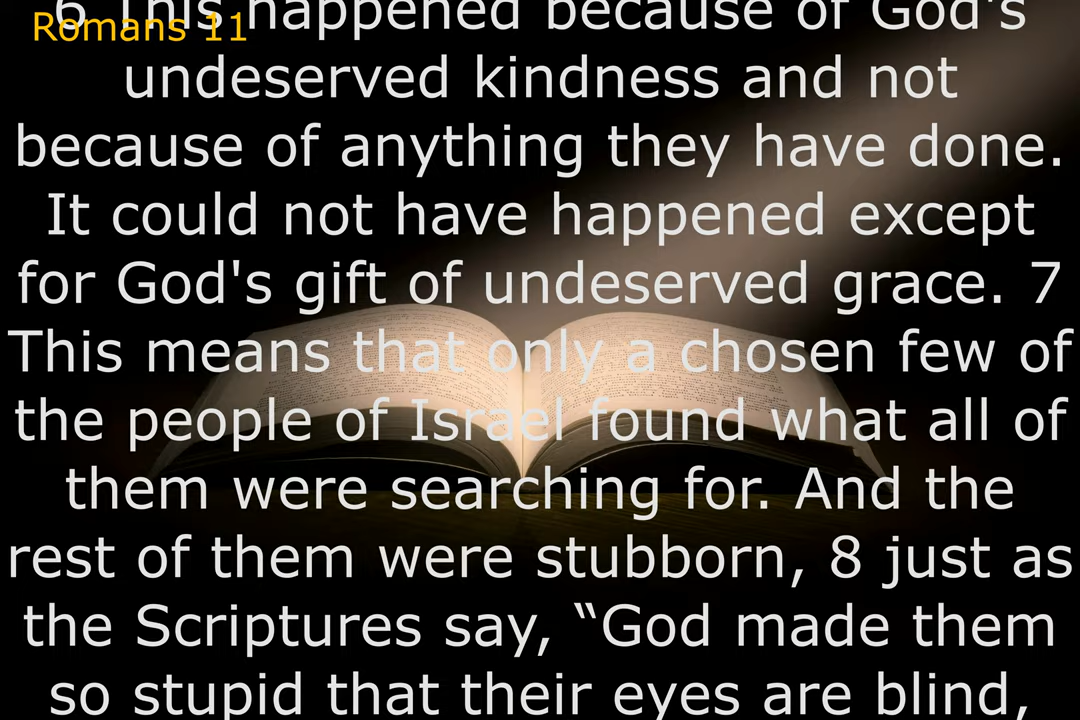 Romans 11
6 This happened because of God's
undeserved kindness and not
because of anything they have done.
It could not have happened except
for God's gift of undeserved grace. 7
This means that only a chosen few of
the people of Israel found what all of
them were searching for. And the
rest of them were stubborn, 8 just as
the Scriptures say, “God made them
so stupid that their eyes are blind,